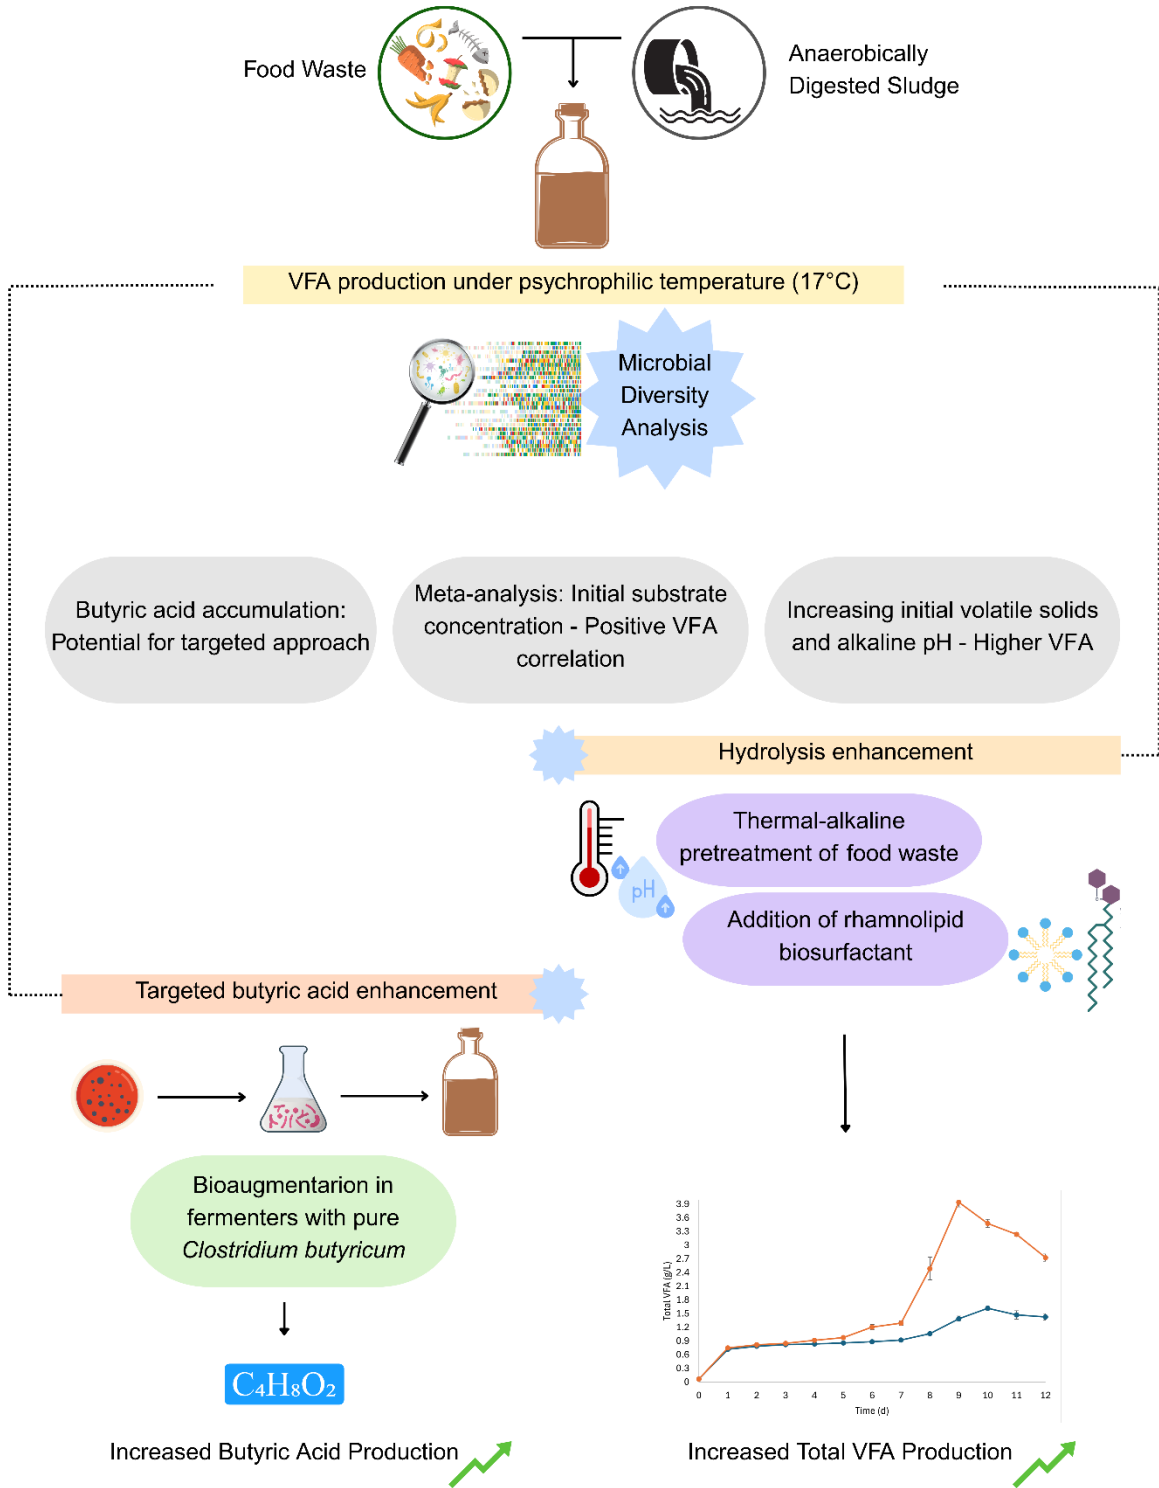 Food Waste
Anaerobically
Digested Sludge
VFA production under psychrophilic temperature (17°C)
Microbial
Diversity
Analysis
Butyric acid accumulation:
Potential for targeted approach
Meta-analysis: Initial substrate
concentration - Positive VFA
correlation
Increasing initial volatile solids
and alkaline pH - Higher VFA
Hydrolysis enhancement
Thermal-alkaline
pretreatment of food waste
pH
Addition of rhamnolipid
biosurfactant
Targeted butyric acid enhancement
Bioaugmentarion in
fermenters with pure
Clostridium butyricum
C₄H₈O₂
Increased Butyric Acid Production
Total VFA (g/L)
3.9
3.6
3.3
3
2.7
2.4
2.1
1.8
1.5
1.2
0.9
0.6
0.3
0
0 1 2 3 4 5 6 7 8 9 10 11 12
Time (d)
Increased Total VFA Production